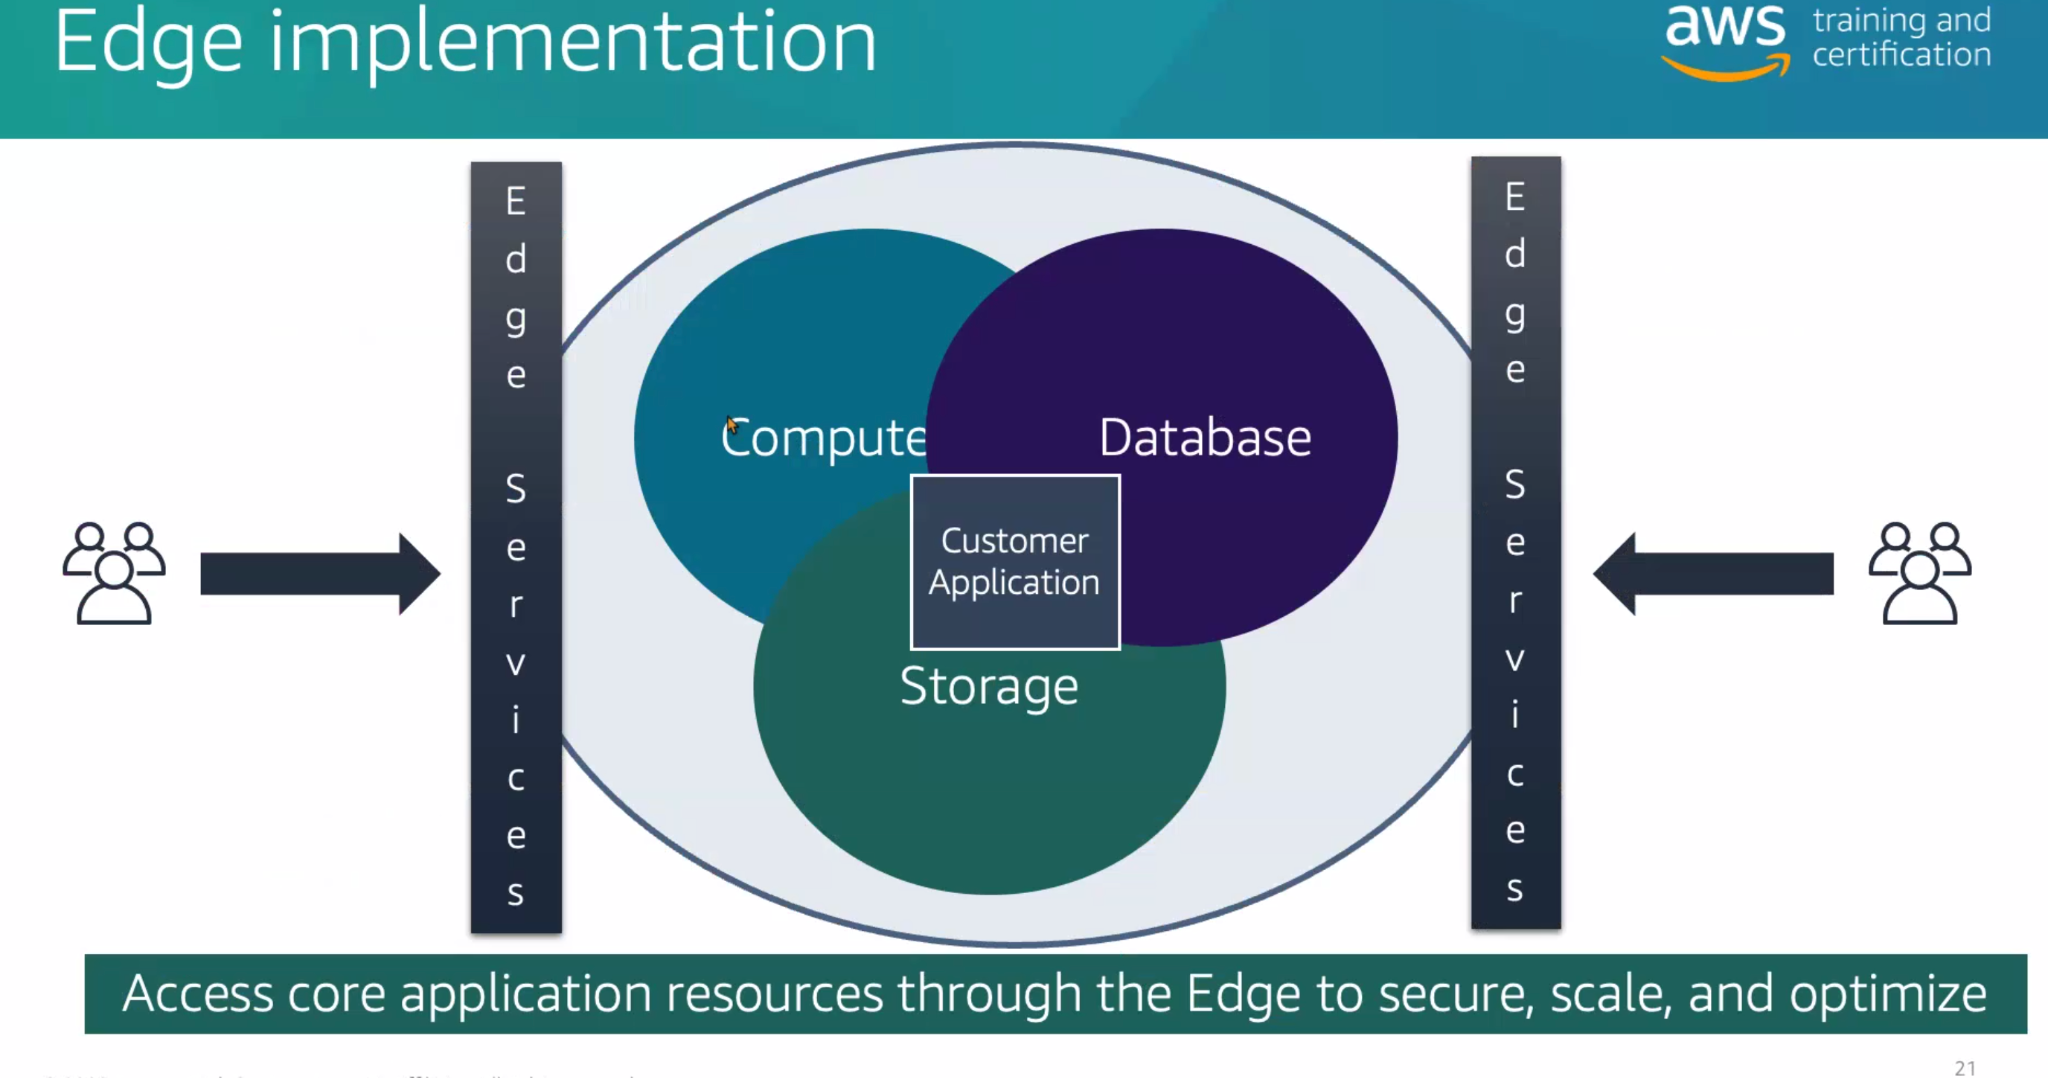 Edge implementation
aws
training and
certification
Edge Services
Compute
Database
Customer
Application
Storage
Edge Services
Access core application resources through the Edge to secure, scale, and optimize
21